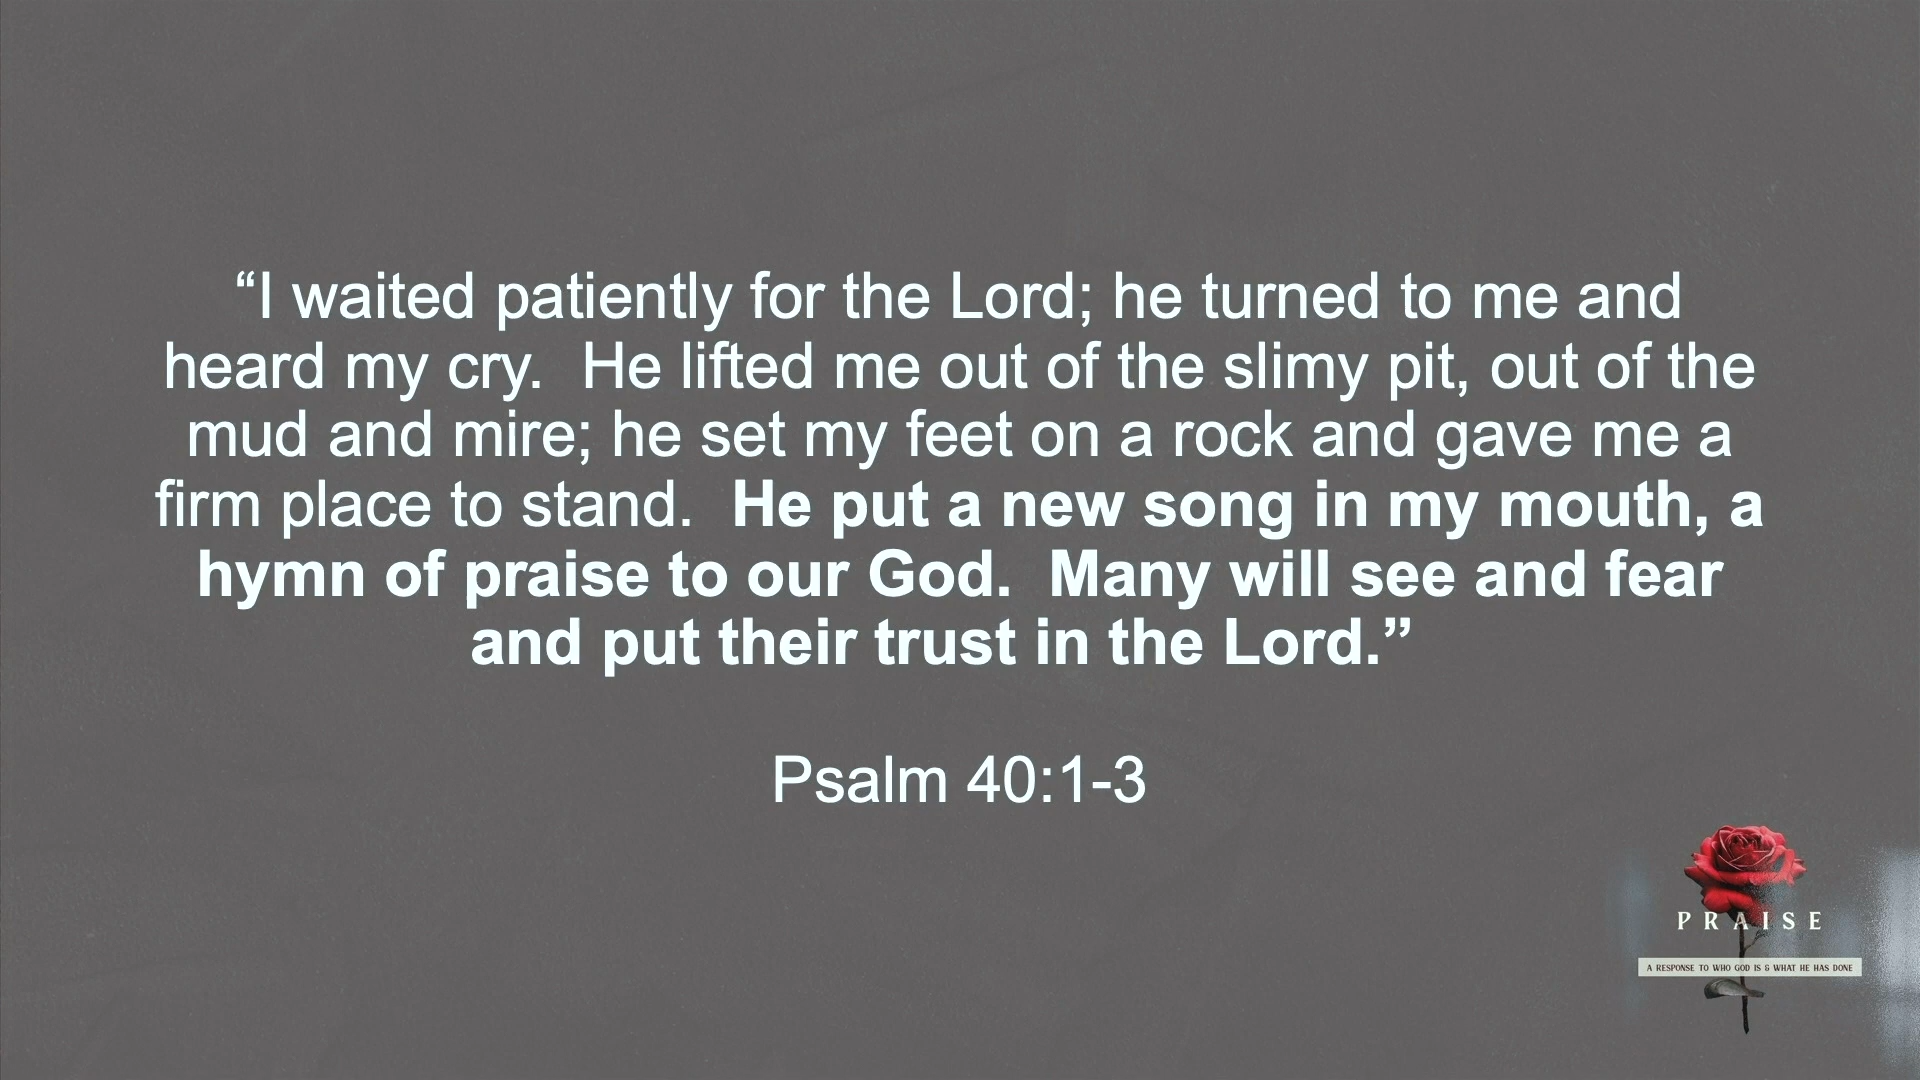 “I waited patiently for the Lord; he turned to me and
heard my cry.  He lifted me out of the slimy pit, out of the
mud and mire; he set my feet on a rock and gave me a
firm place to stand.  He put a new song in my mouth, a
hymn of praise to our God.  Many will see and fear
and put their trust in the Lord.”
Psalm 40:1-3
PRAISE
A RESPONSE TO WHO GOD IS & WHAT HE HAS DONE